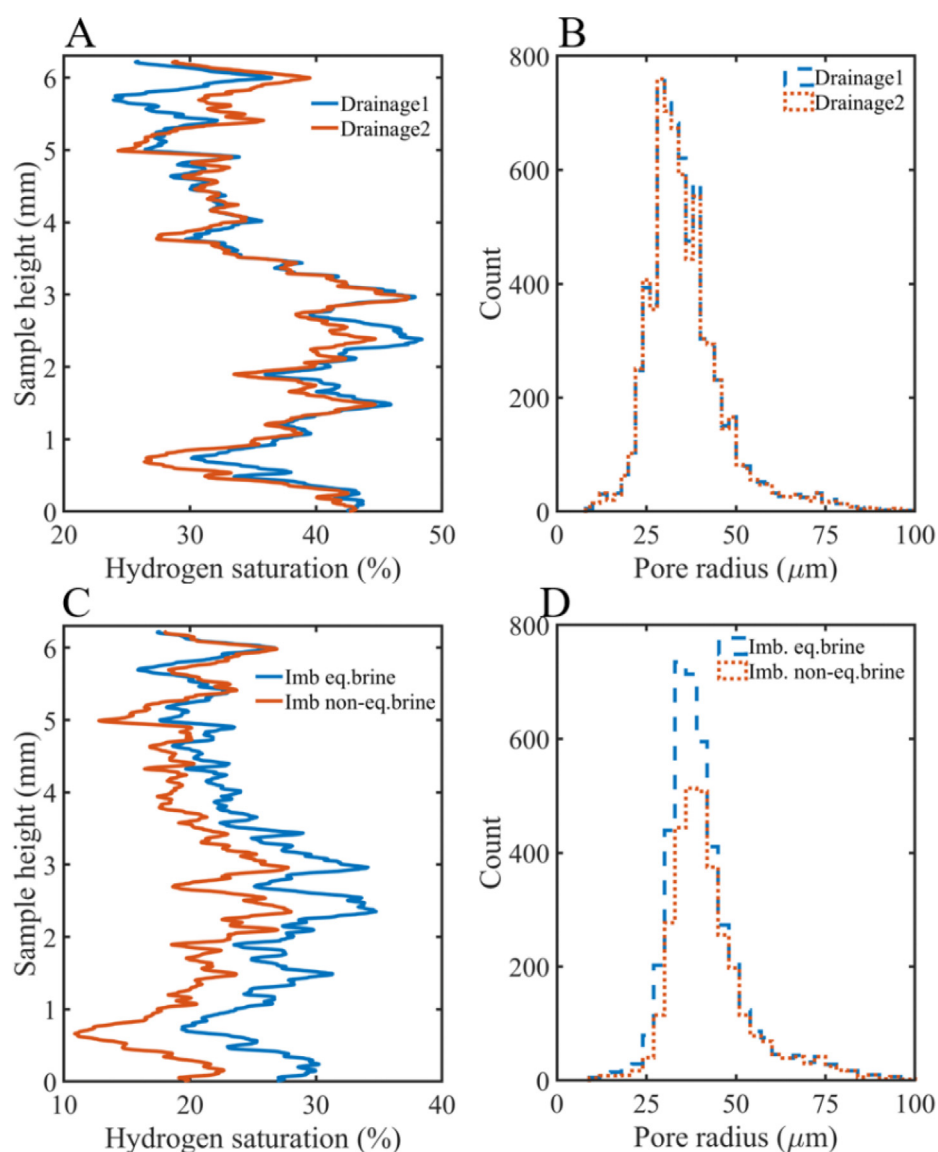 A
Sample height (mm)
6
5
4
3
2
1
0
Drainage1
Drainage2
20 30 40 50
Hydrogen saturation (%)
B
Count
800
600
400
200
0
Drainage1
Drainage2
0 25 50 75 100
Pore radius (μm)
C
Sample height (mm)
6
5
4
3
2
1
0
Imb eq.brine
Imb non-eq.brine
10 20 30 40
Hydrogen saturation (%)
D
Count
800
600
400
200
0
Imb. eq.brine
Imb. non-eq.brine
0 25 50 75 100
Pore radius (μm)